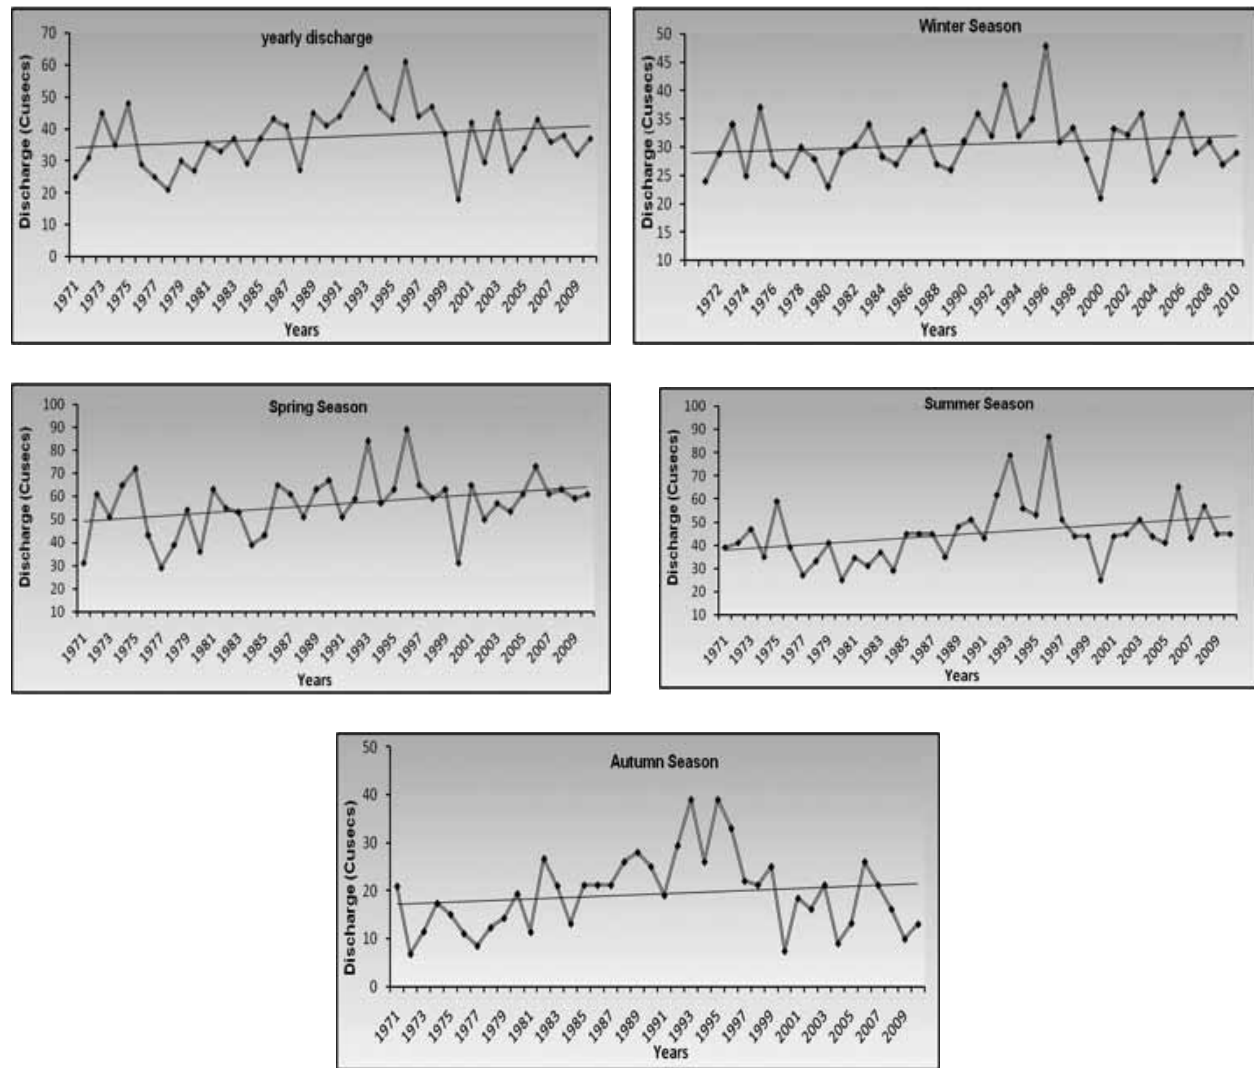 yearly discharge
Discharge (Cusecs)
70
60
50
40
30
20
10
0
1971 1973 1975 1977 1979 1981 1983 1985 1987 1989 1991 1993 1995 1997 1999 2001 2003 2005 2007 2009
Years
Winter Season
Discharge (Cusecs)
50
45
40
35
30
25
20
15
10
1972 1974 1976 1978 1980 1982 1984 1986 1988 1990 1992 1994 1996 1998 2000 2002 2004 2006 2008 2010
Years
Spring Season
Discharge (Cusecs)
100
90
80
70
60
50
40
30
20
10
1971 1973 1975 1977 1979 1981 1983 1985 1987 1989 1991 1993 1995 1997 1999 2001 2003 2005 2007 2009
Years
Summer Season
Discharge (Cusecs)
100
90
80
70
60
50
40
30
20
10
1971 1973 1975 1977 1979 1981 1983 1985 1987 1989 1991 1993 1995 1997 1999 2001 2003 2005 2007 2009
Years
Autumn Season
Discharge (Cusecs)
50
40
30
20
10
0
1971 1973 1975 1977 1979 1981 1983 1985 1987 1989 1991 1993 1995 1997 1999 2001 2003 2005 2007 2009
Years